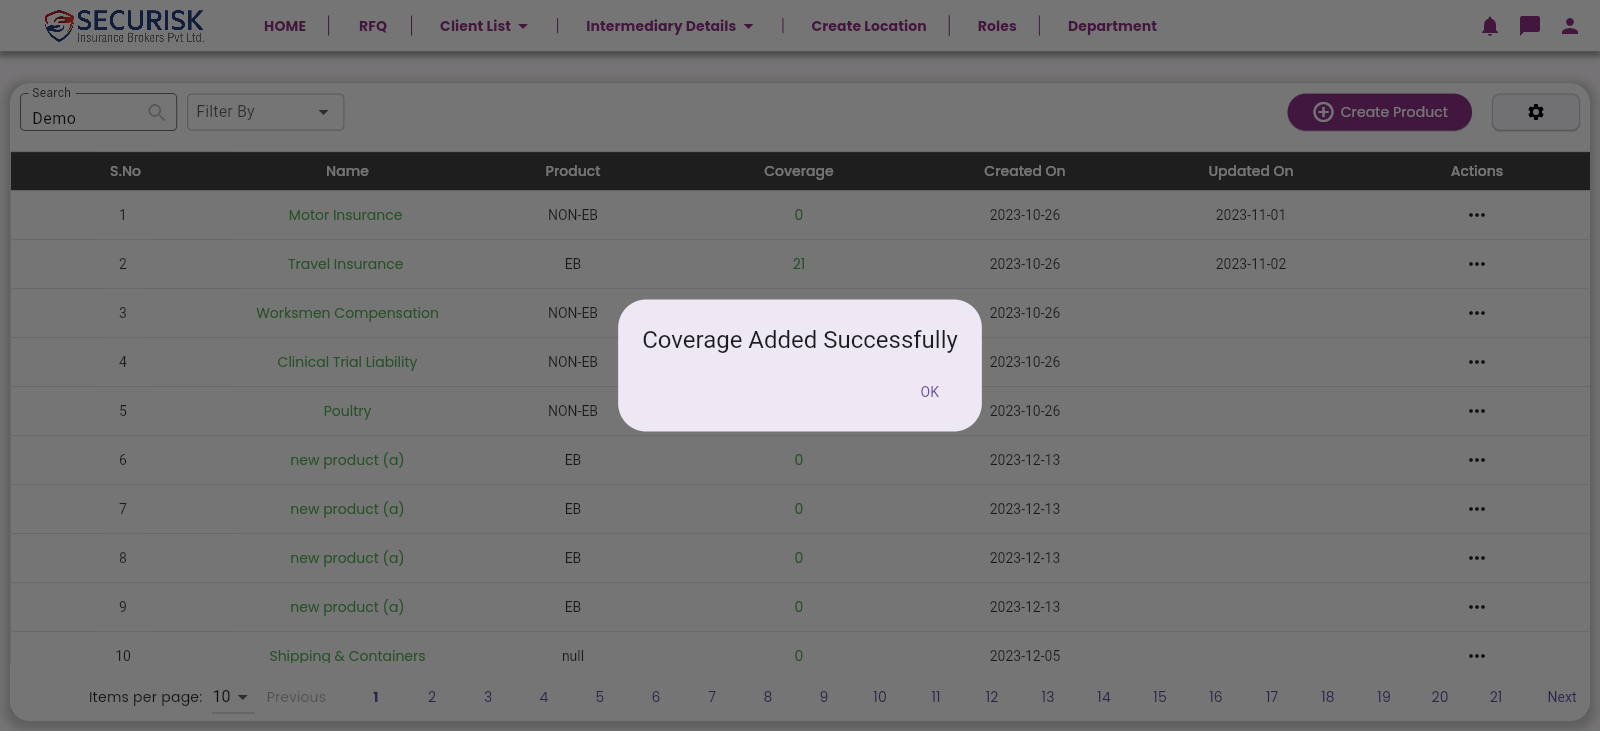 SECURISK
Insurance Brokers Pvt Ltd.
HOME RFQ Client List Intermediary Details Create Location Roles Department
Search
Demo Filter By Create Product
S.No Name Product Coverage Created On Updated On Actions
1 Motor Insurance NON-EB 0 2023-10-26 2023-11-01
2 Travel Insurance EB 21 2023-10-26 2023-11-02
3 Worksmen Compensation NON-EB 2023-10-26
4 Clinical Trial Liability NON-EB 2023-10-26
5 Poultry NON-EB 2023-10-26
Coverage Added Successfully
OK
6 new product (a) EB 0 2023-12-13
7 new product (a) EB 0 2023-12-13
8 new product (a) EB 0 2023-12-13
9 new product (a) EB 0 2023-12-13
10 Shipping & Containers null 0 2023-12-05
Items per page: 10 Previous 1 2 3 4 5 6 7 8 9 10 11 12 13 14 15 16 17 18 19 20 21 Next